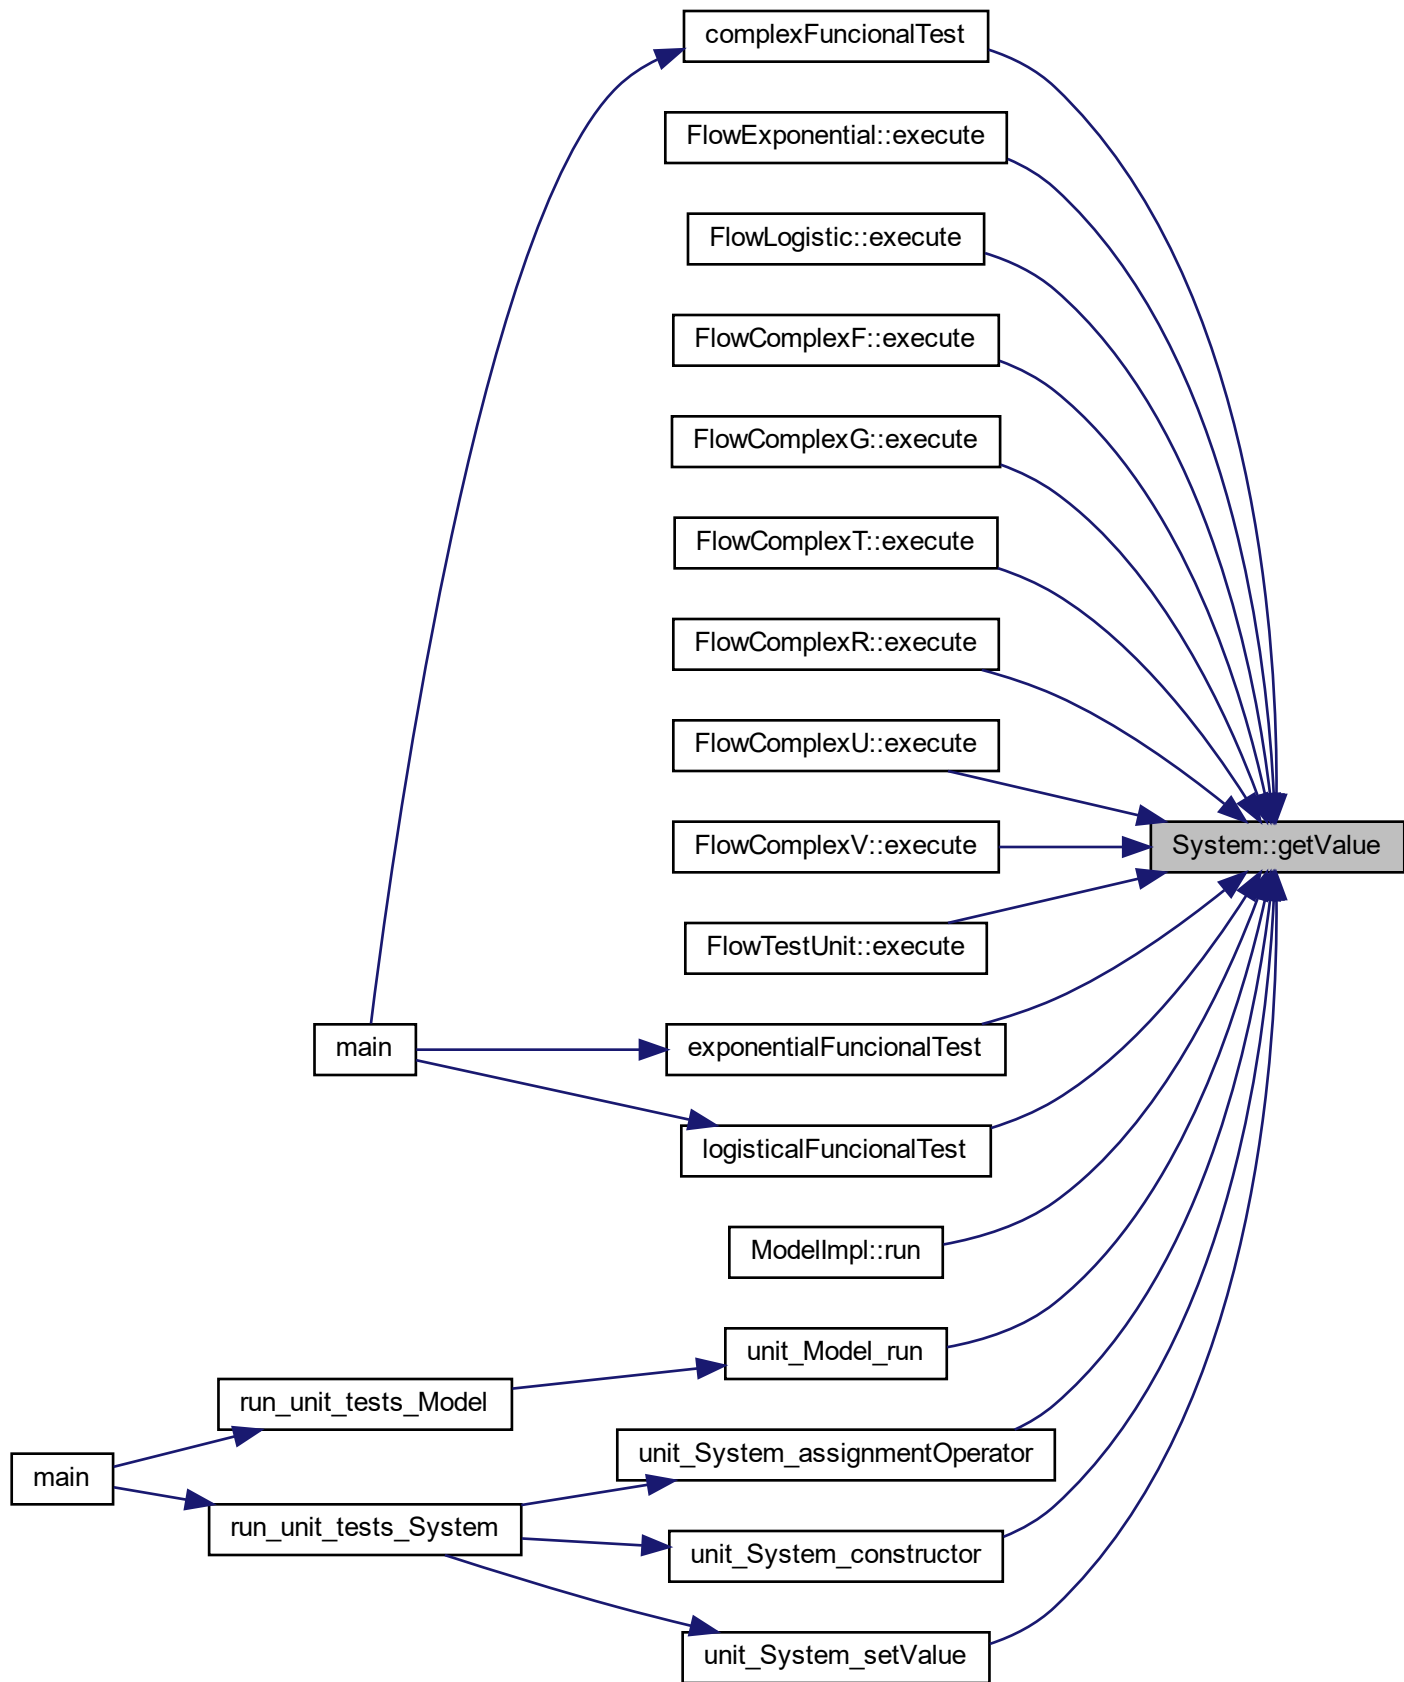 complexFuncionalTest
FlowExponential::execute
FlowLogistic::execute
FlowComplexF::execute
FlowComplexG::execute
FlowComplexT::execute
FlowComplexR::execute
FlowComplexU::execute
FlowComplexV::execute
System::getValue
FlowTestUnit::execute
main
exponentialFuncionalTest
logisticalFuncionalTest
ModelImpl::run
unit_Model_run
run_unit_tests_Model
unit_System_assignmentOperator
main
run_unit_tests_System
unit_System_constructor
unit_System_setValue